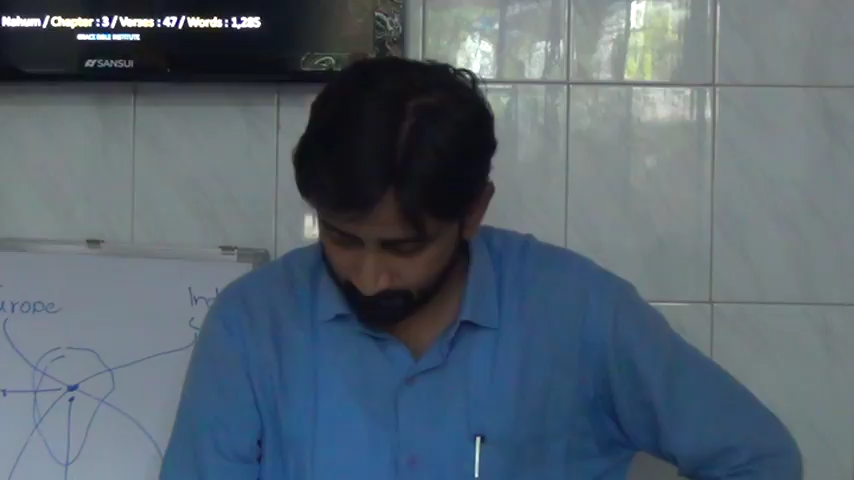 Nahum / Chapter : 3 / Verses : 47 / Words : 1,285
GRACE BIBLE INSTITUTE
SANSUI
urope
Ind